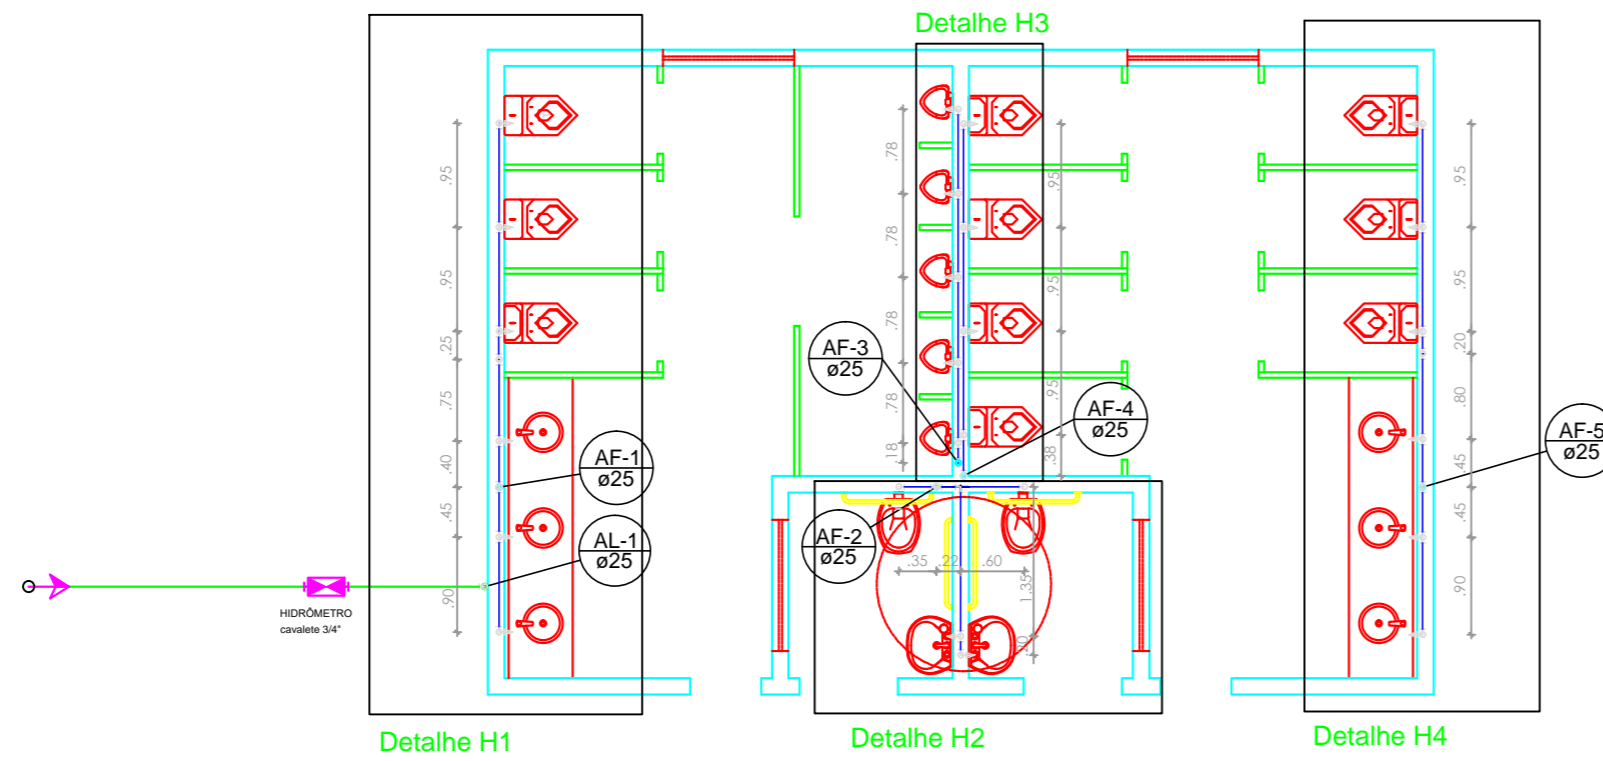 Detalhe H3
.95
.95
.25
.75
.40
.45
.90
AF-1
ø25
AL-1
ø25
HIDRÔMETRO
cavalete 3/4"
Detalhe H1
.78
.78
.78
.78
.18
.95
.95
.95
.38
AF-3
ø25
AF-4
ø25
AF-2
ø25
.35
.22
.60
1.35
.20
Detalhe H2
.95
.95
.20
.80
.45
.45
.90
AF-5
ø25
Detalhe H4